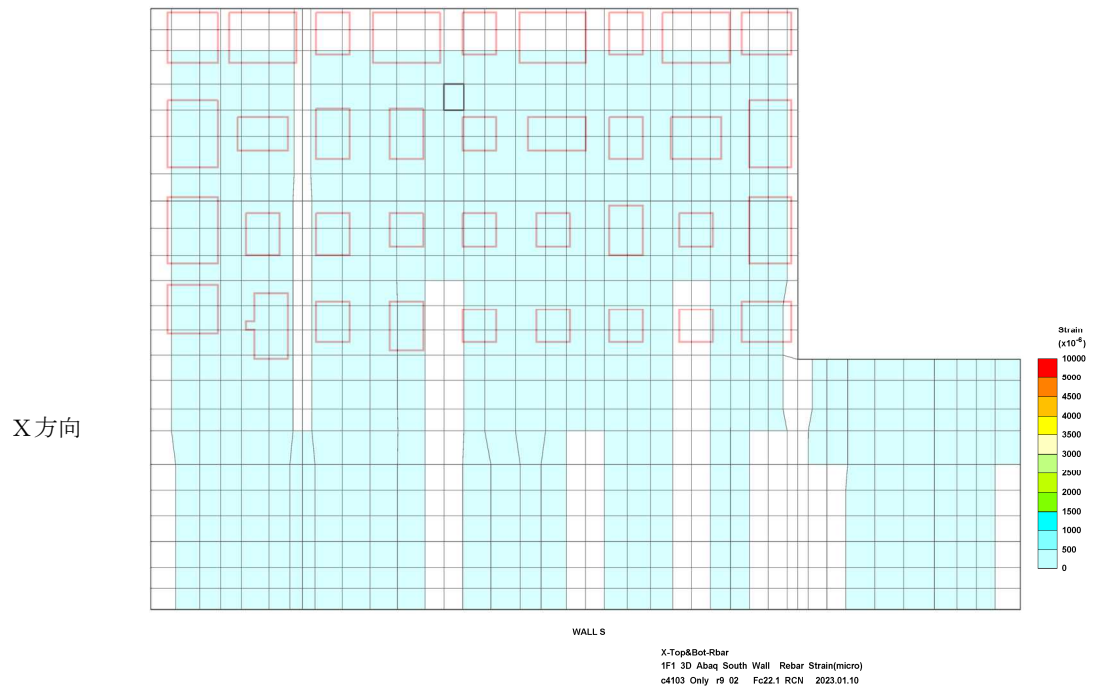 Strain
(x10-6)
10000
5000
4500
4000
3500
3000
2500
2000
1500
1000
500
0
X方向
WALL S
X-Top&Bot-Rbar
1F1 3D Abaq South Wall Rebar Strain(micro)
c4103 Only r9 02 Fc22.1 RCN 2023.01.10